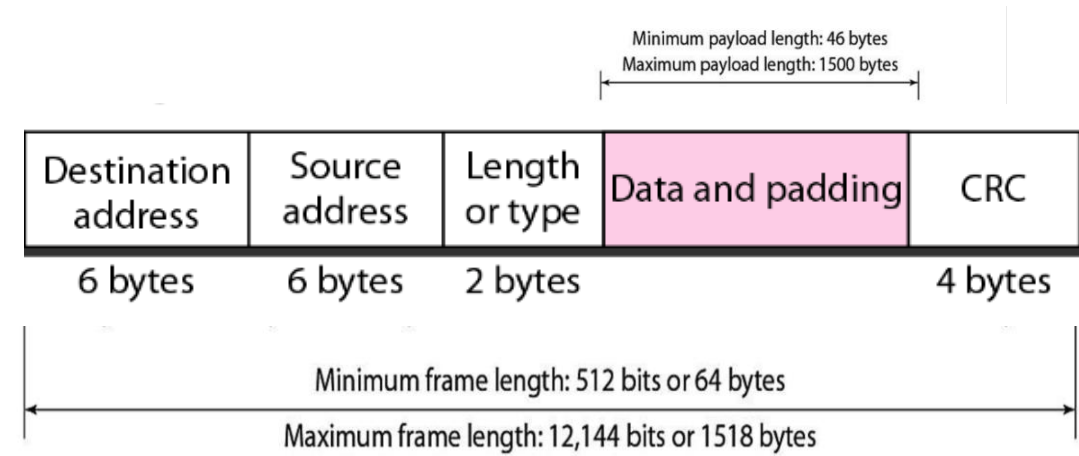 Minimum payload length: 46 bytes
Maximum payload length: 1500 bytes
Destination
address
Source
address
Length
or type
Data and padding
CRC
6 bytes
6 bytes
2 bytes
4 bytes
Minimum frame length: 512 bits or 64 bytes
Maximum frame length: 12,144 bits or 1518 bytes